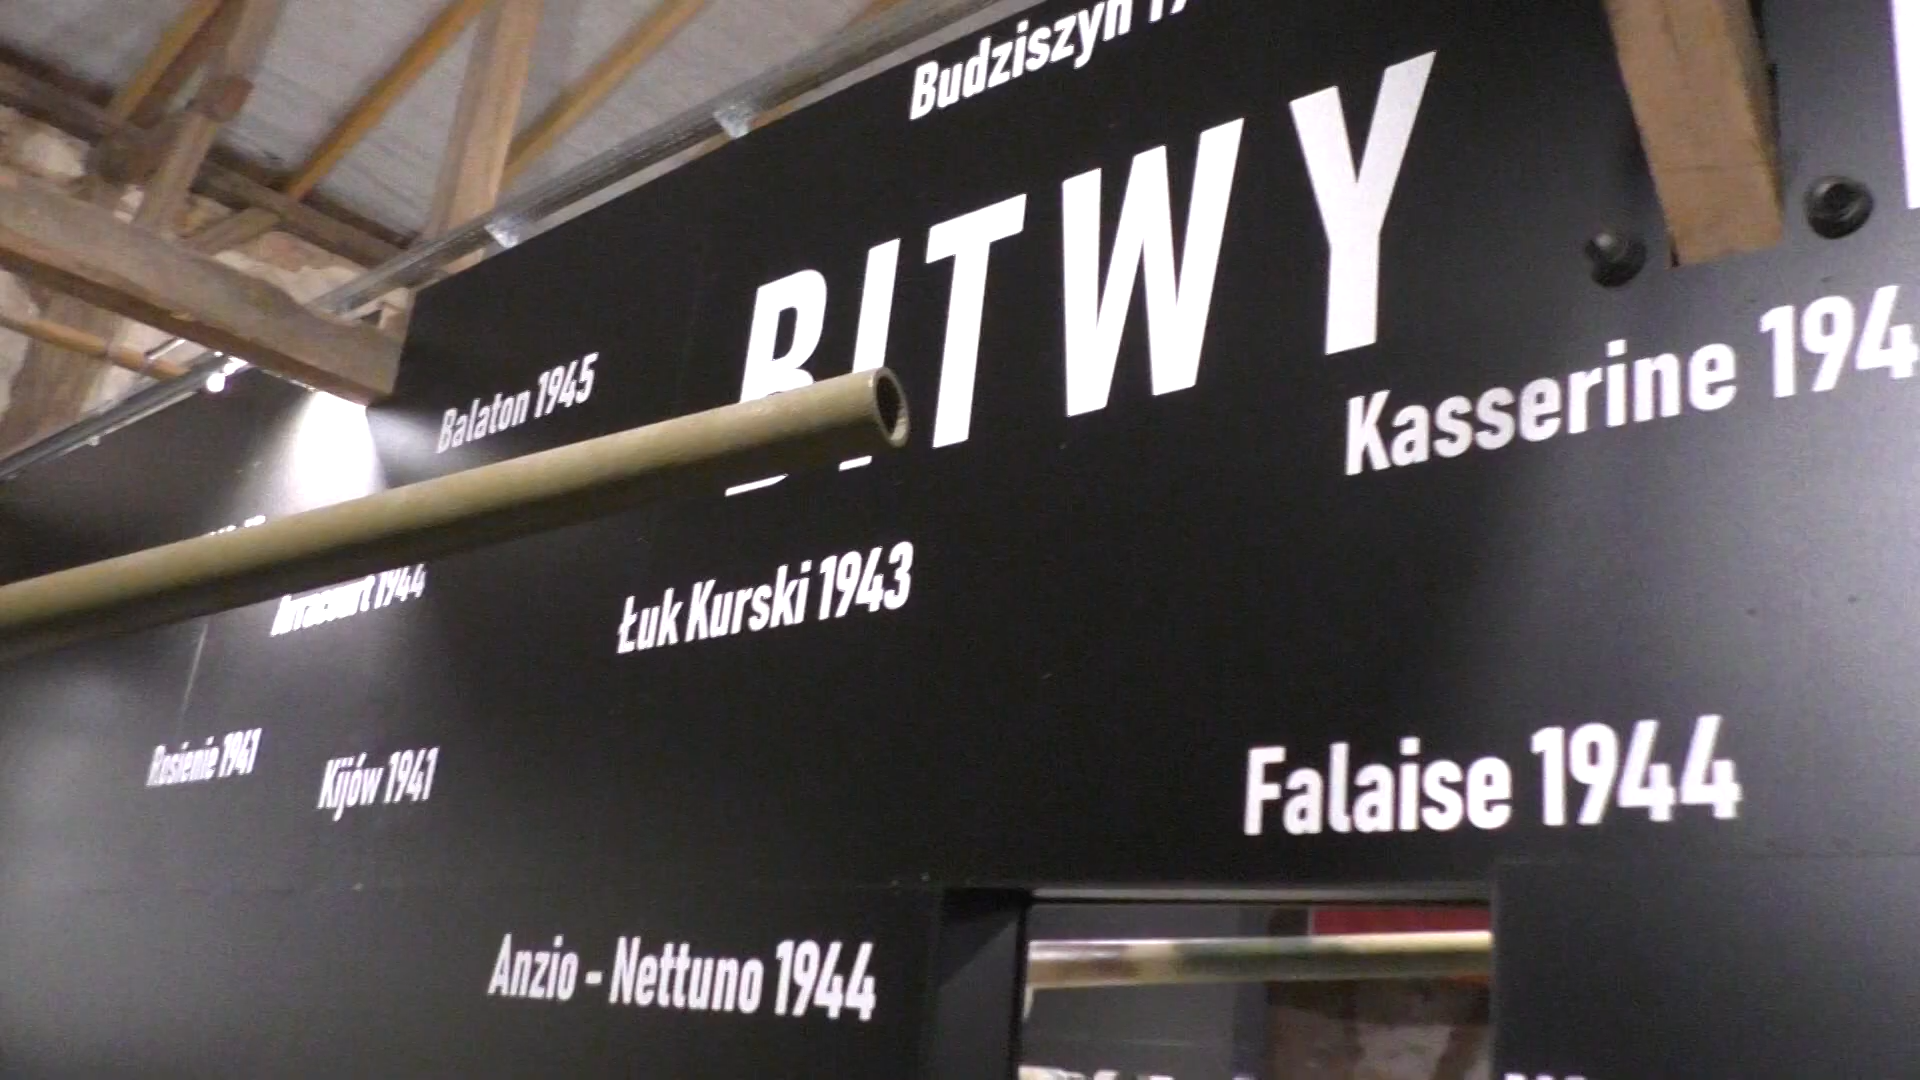 Budziszyn
BITWY
Kasserine 194
Balaton 1945
Arracourt 1944
Łuk Kurski 1943
Rosienie 1941
Kijów 1941
Falaise 1944
Anzio - Nettuno 1944